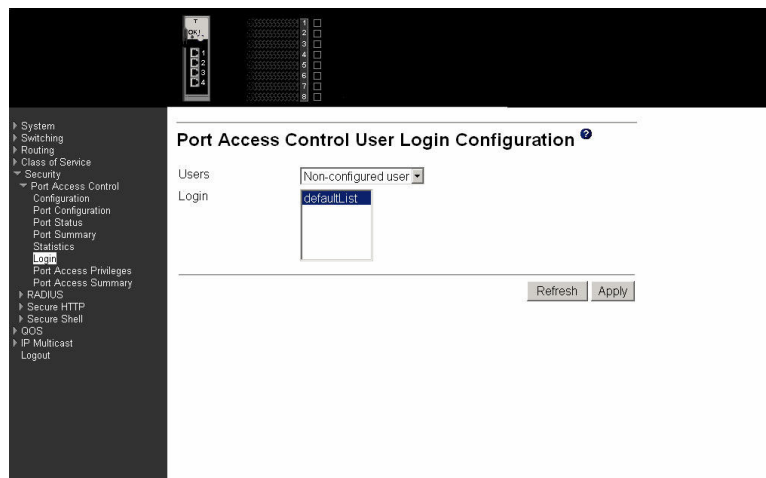 T
OK!
1
2
3
4
1
2
3
4
5
6
7
8
System
Switching
Routing
Class of Service
Security
Port Access Control
Configuration
Port Configuration
Port Status
Port Summary
Statistics
Login
Port Access Privileges
Port Access Summary
RADIUS
Secure HTTP
Secure Shell
QOS
IP Multicast
Logout
Port Access Control User Login Configuration ?
Users Non-configured user
Login defaultList
Refresh Apply